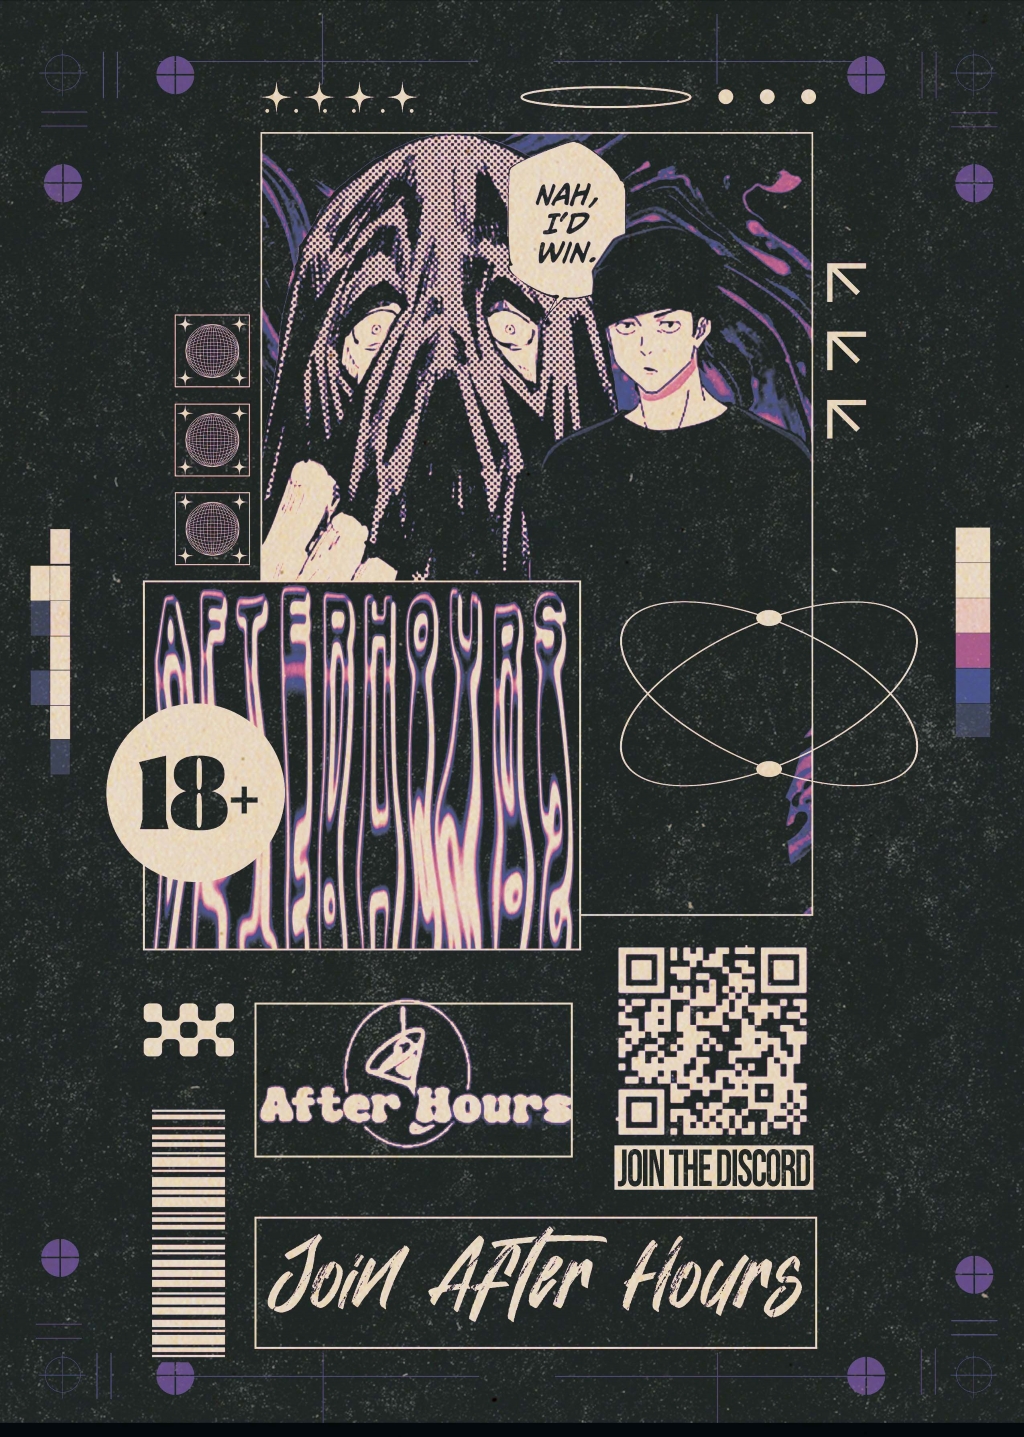 NAH,
I'D
WIN.
AFTERHOURS
18+
After Hours
JOIN THE DISCORD
Join After Hours